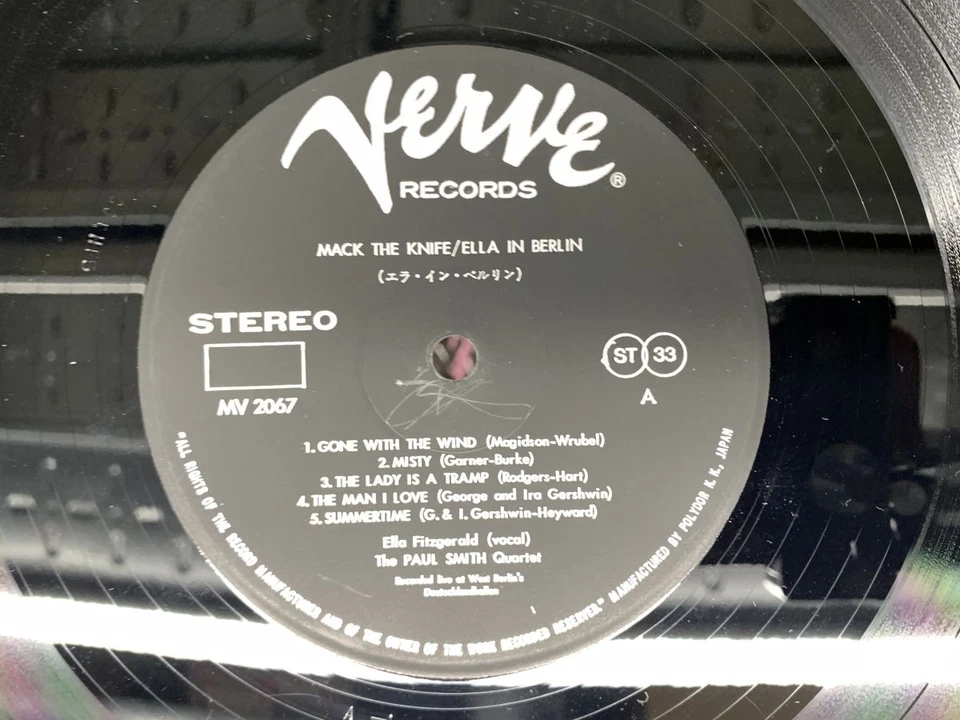 Verve
RECORDS ®
MACK THE KNIFE/ELLA IN BERLIN
(エラ・イン・ベルリン)
STEREO
MV 2067
ST 33
A
1. GONE WITH THE WIND (Magidson-Wrubel)
2. MISTY (Garner-Burke)
3. THE LADY IS A TRAMP (Rodgers-Hart)
4. THE MAN I LOVE (George and Ira Gershwin)
5. SUMMERTIME (G. & I. Gershwin-Heyward)
Ella Fitzgerald (vocal)
The PAUL SMITH Quartet
Recorded live at West Berlin's
Deutschlandhallen
"ALL RIGHTS OF THE RECORD MANUFACTURER AND OF THE OWNER OF THE WORK RECORDED RESERVED." MANUFACTURED BY POLYDOR K. K., JAPAN